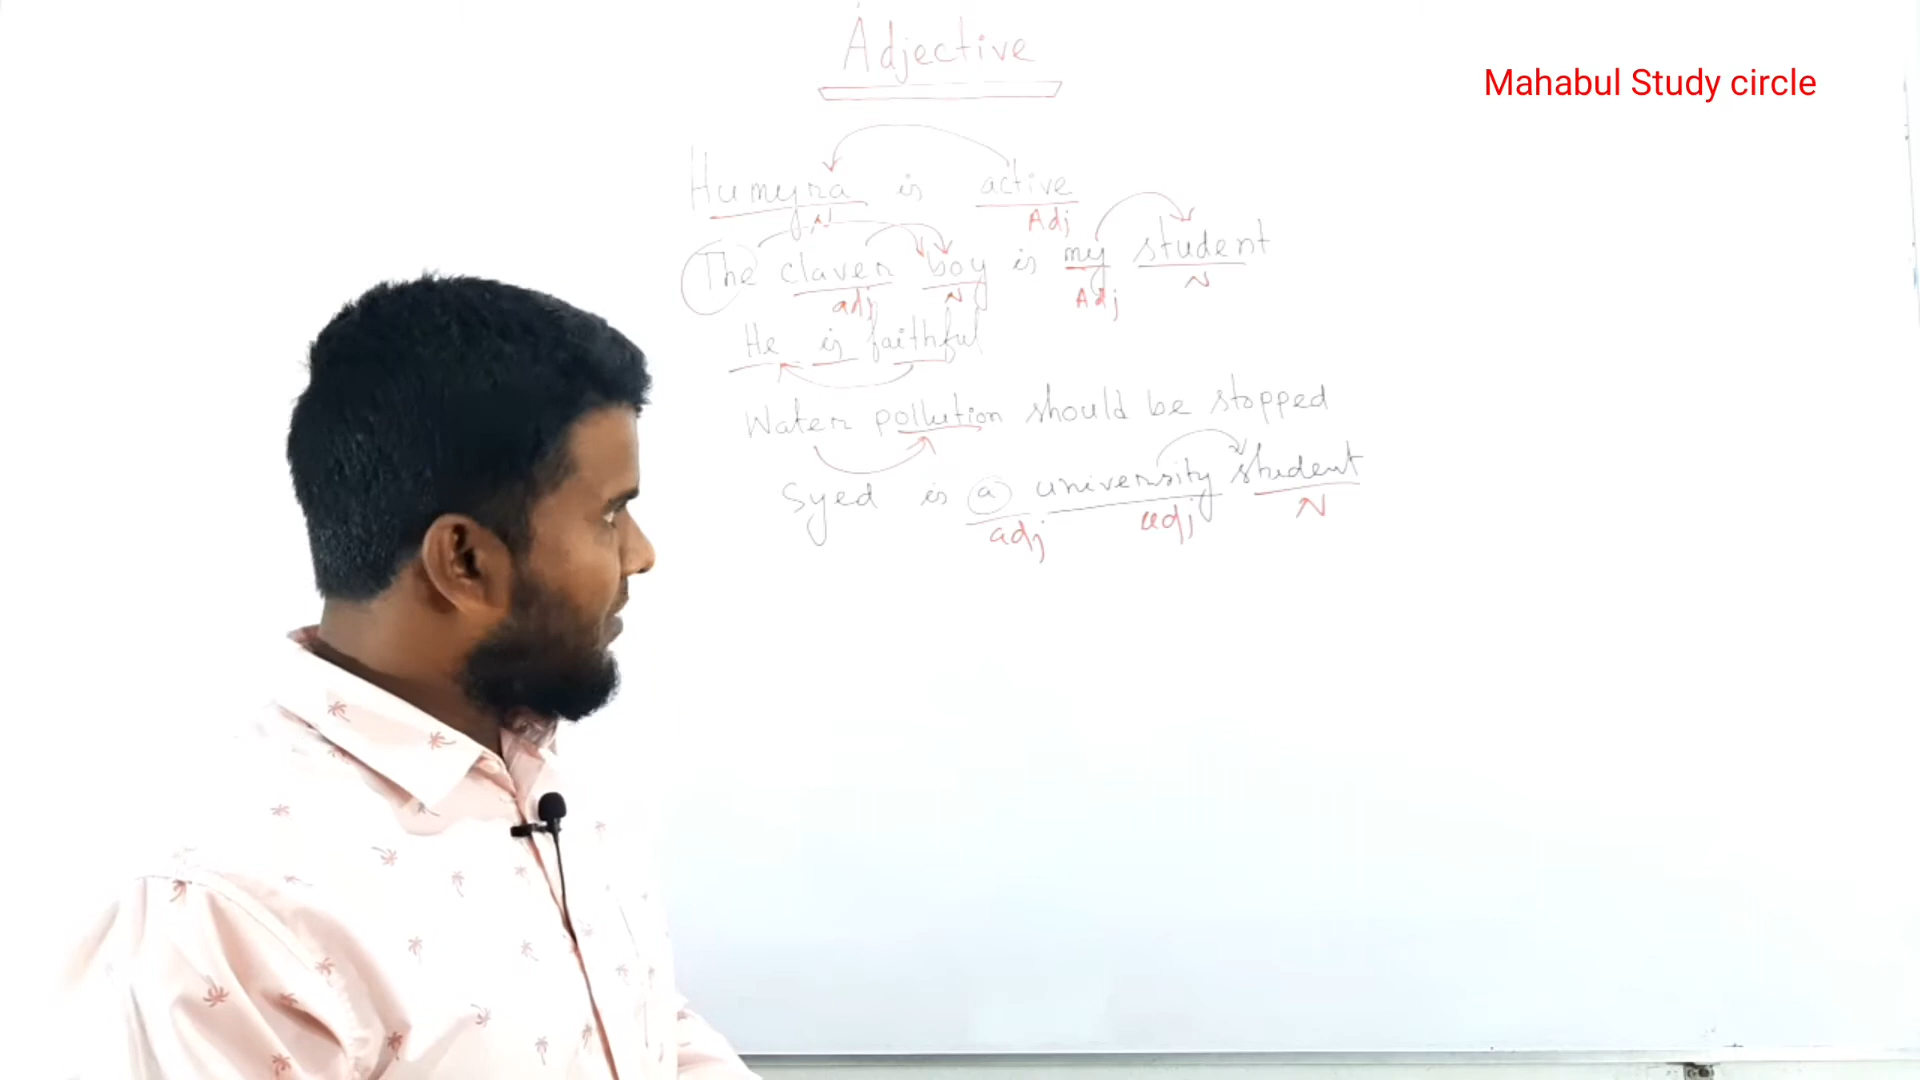 Adjective
Mahabul Study circle
Humyra is active
N Adj
The claver boy is my student
adj N Adj N
He is faithful
Water pollution should be stopped
Syed is a university student
adj adj N